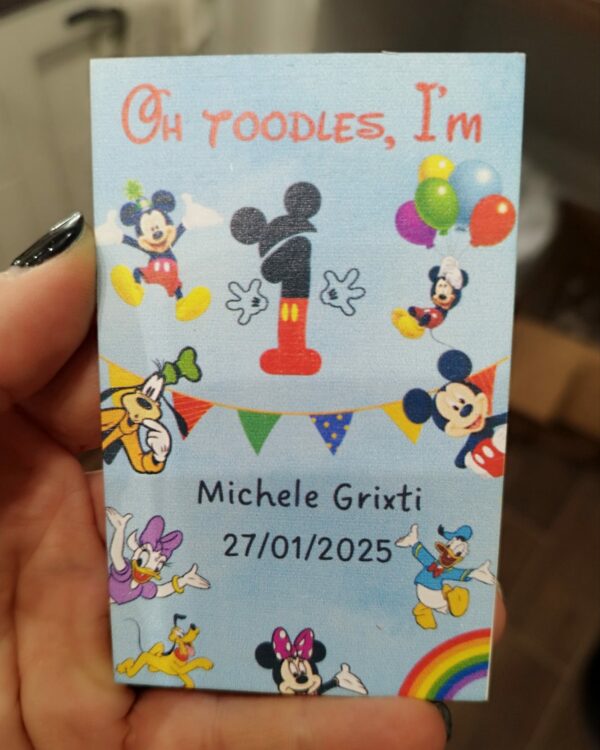 Oh toodles, I'm
1
Michele Grixti
27/01/2025